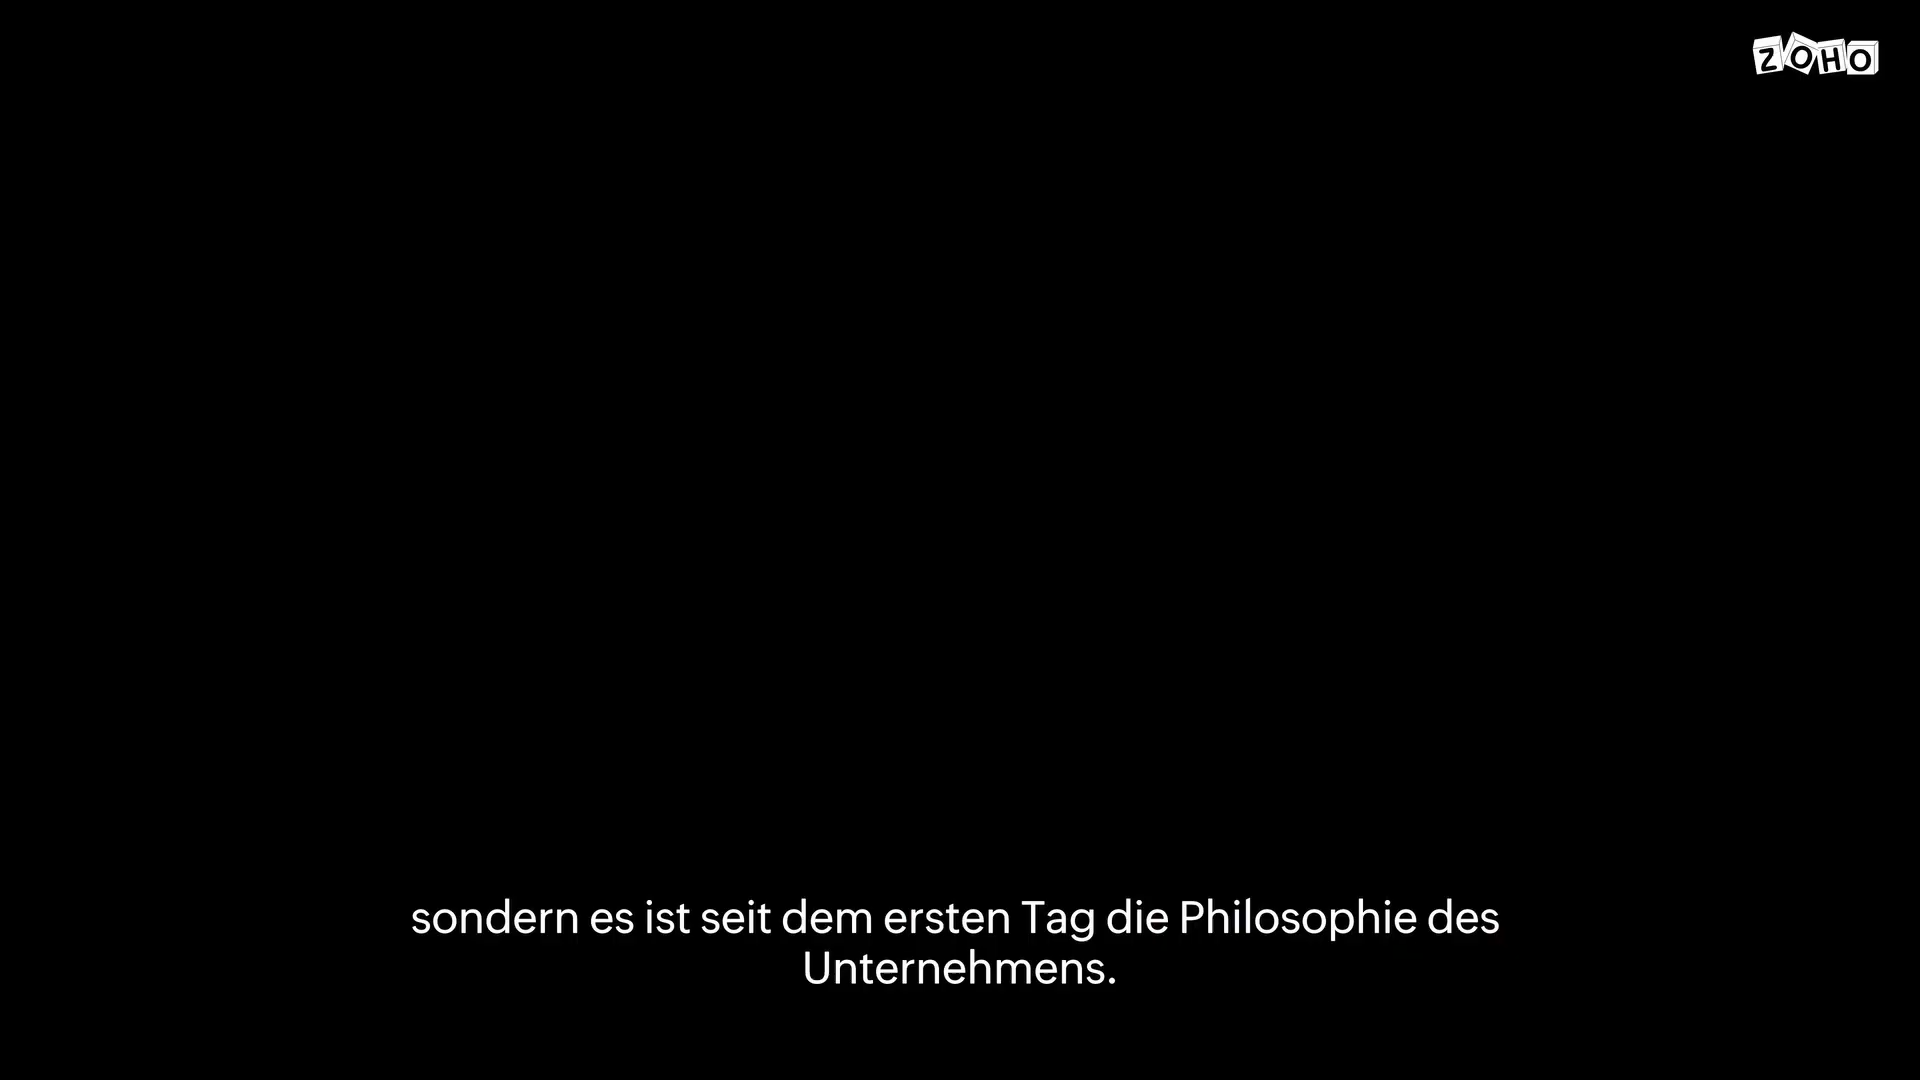 ZOHO
sondern es ist seit dem ersten Tag die Philosophie des
Unternehmens.